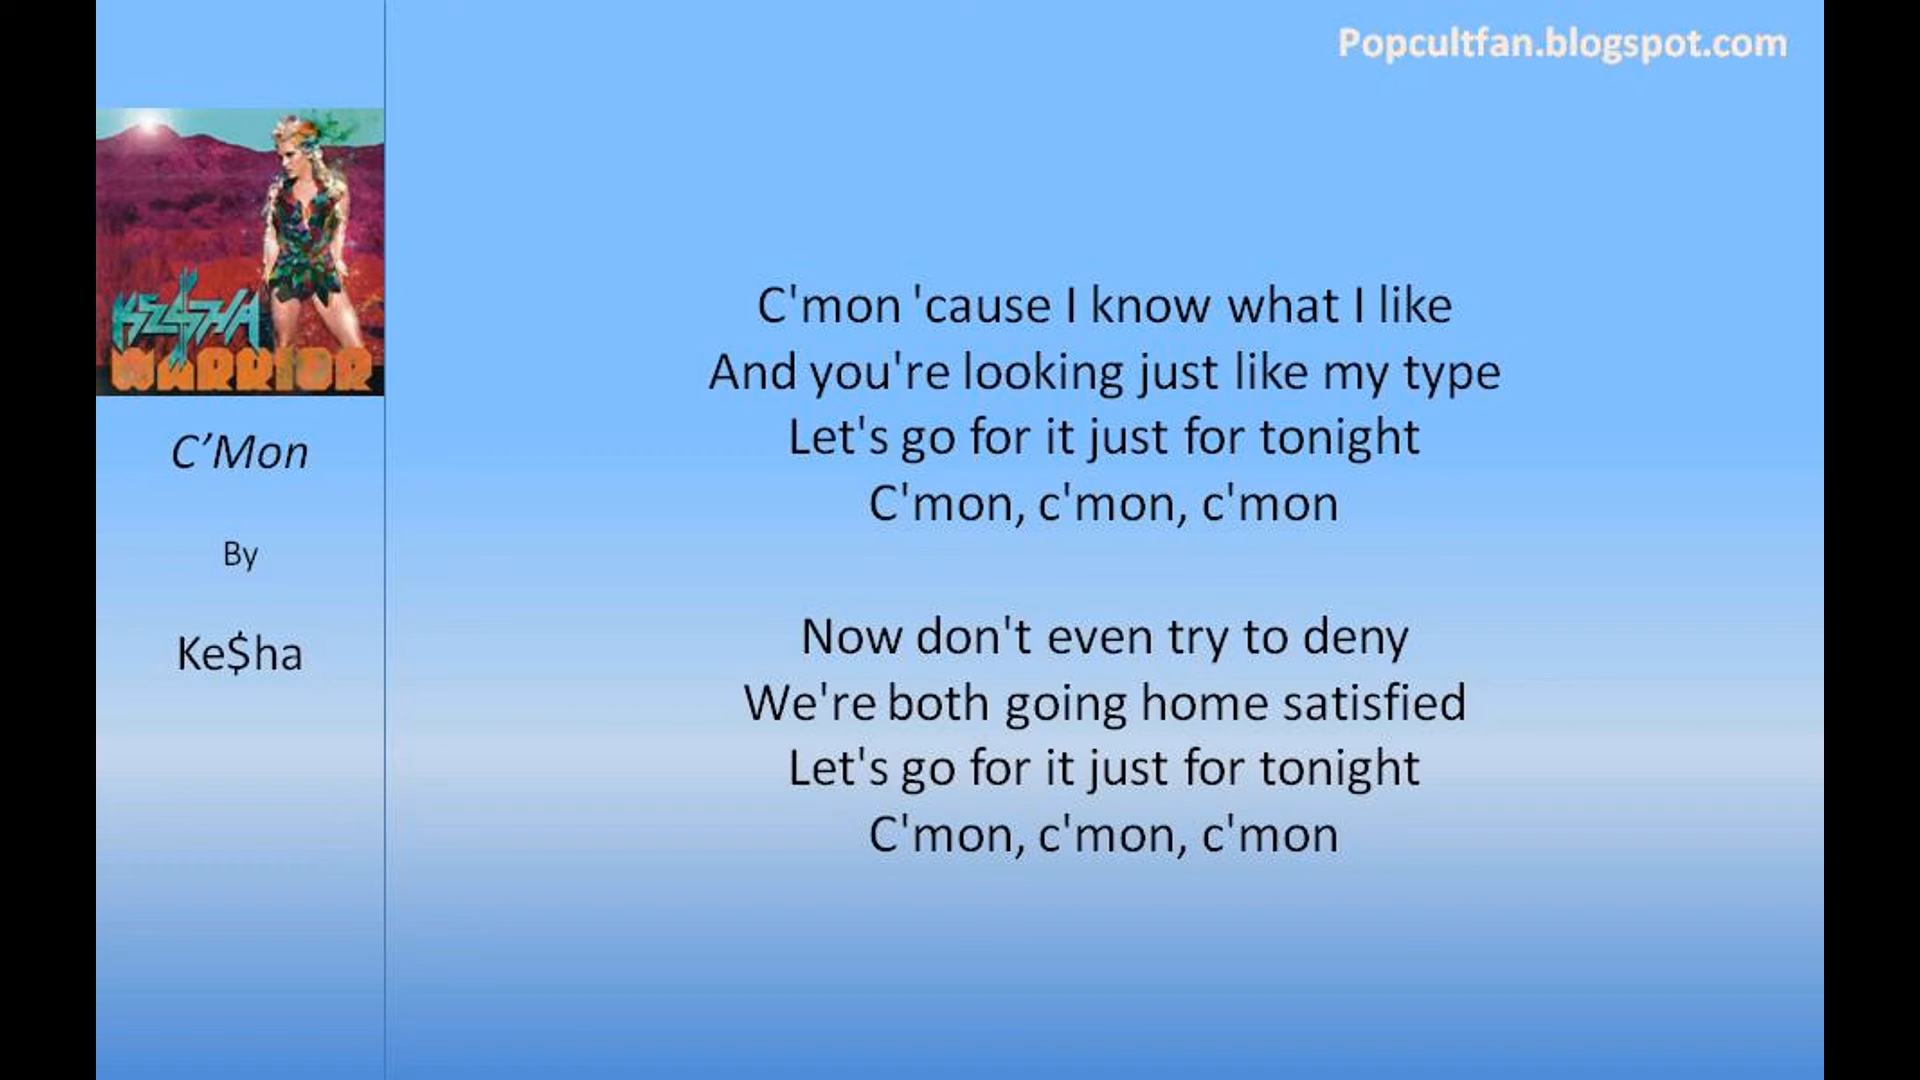 Popcultfan.blogspot.com
KE$HA
WARRIOR
C’Mon
By
Ke$ha
C'mon 'cause I know what I like
And you're looking just like my type
Let's go for it just for tonight
C'mon, c'mon, c'mon
Now don't even try to deny
We're both going home satisfied
Let's go for it just for tonight
C'mon, c'mon, c'mon